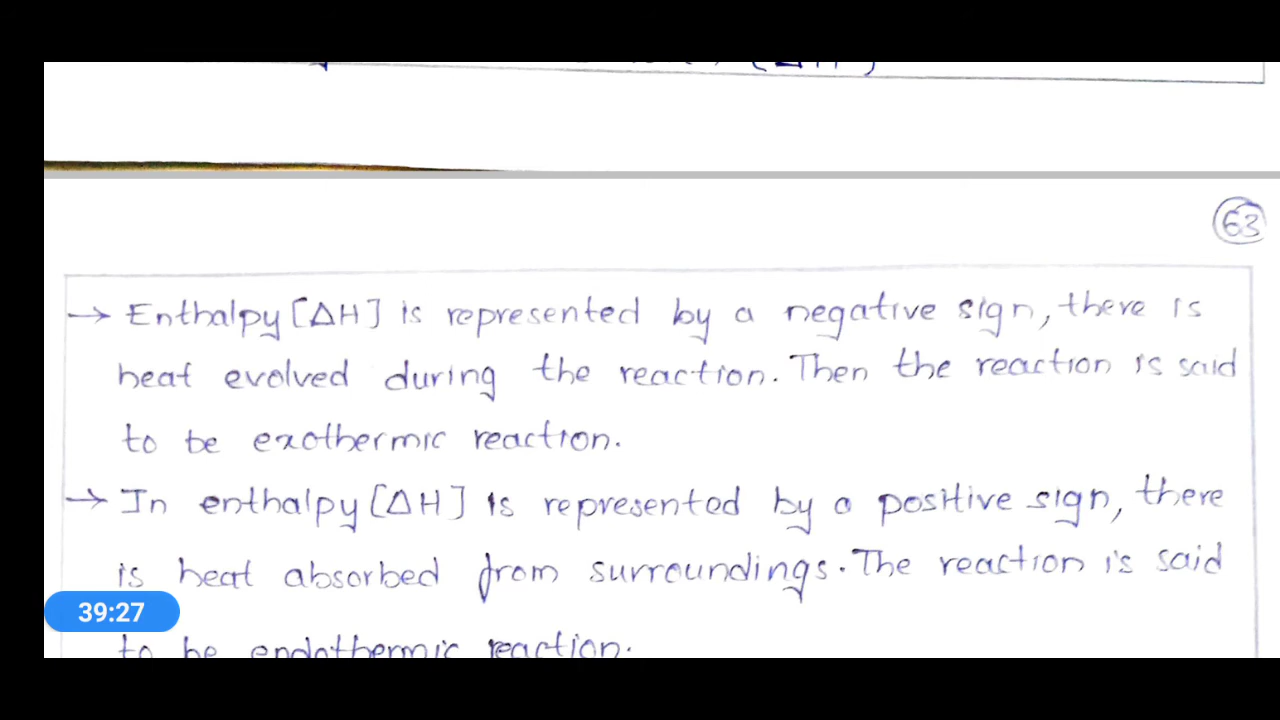 [ΔH]
63
→ Enthalpy [ΔH] is represented by a negative sign, there is
heat evolved during the reaction. Then the reaction is said
to be exothermic reaction.
→ In enthalpy [ΔH] is represented by a positive sign, there
is heat absorbed from surroundings. The reaction is said
39:27
to be endothermic reaction.